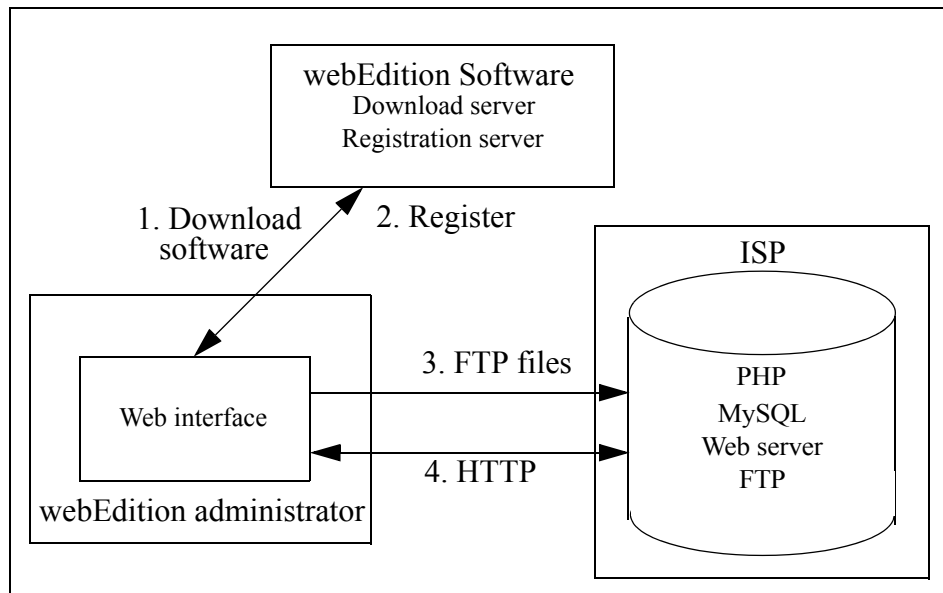 webEdition Software
Download server
Registration server
1. Download
software
2. Register
ISP
3. FTP files
PHP
MySQL
Web server
FTP
Web interface
4. HTTP
webEdition administrator